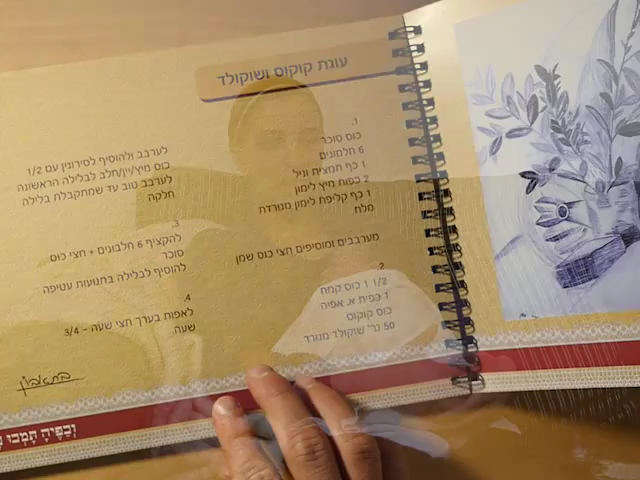 עוגת קוקוס ושוקולד
1.
כוס סוכר
6 חלמונים
1 כף תמצית וניל
2 כפות מיץ לימון
1 כף קליפת לימון מגורדת
מלח
מערבבים ומוסיפים חצי כוס שמן
2.
1 1/2 כוס קמח
1 כפית א. אפיה
כוס קוקוס
50 גר' שוקולד מגורר
לערבב ולהוסיף לסירוגין עם 1/2
כוס מיץ/יין/חלב לבלילה הראשונה
לערבב טוב עד שמתקבלת בלילה
חלקה
3.
להקציף 6 חלבונים + חצי כוס
סוכר
להוסיף לבלילה בתנועות עטיפה
4.
לאפות בערך חצי שעה - 3/4
שעה.
בתאבון
וְכַפֶּיהָ תָּמְכוּ